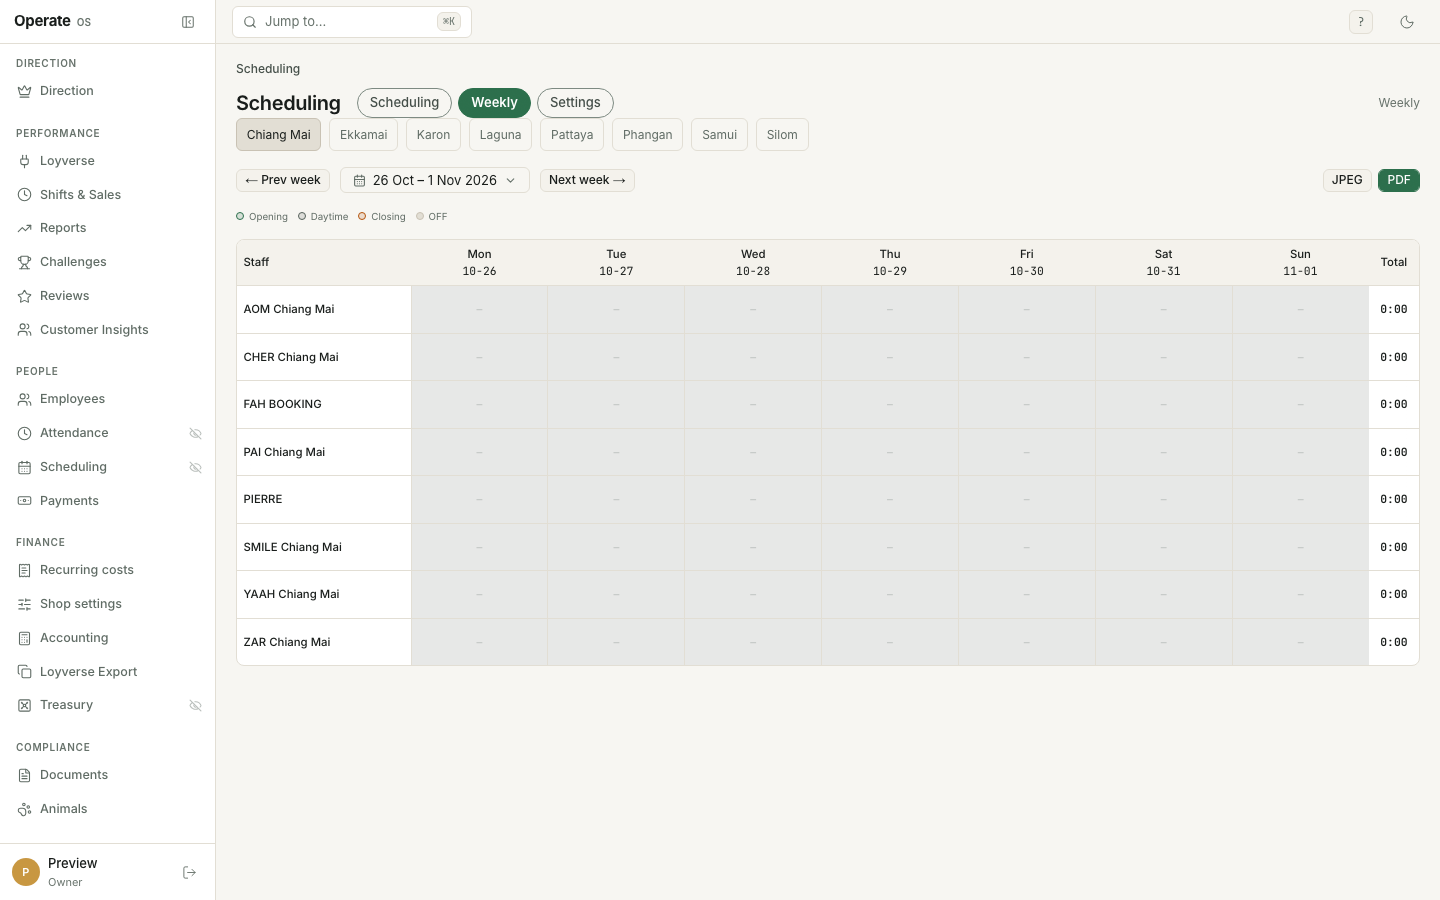 Operate OS
Jump to...
⌘K
?
DIRECTION
Direction
PERFORMANCE
Loyverse
Shifts & Sales
Reports
Challenges
Reviews
Customer Insights
PEOPLE
Employees
Attendance
Scheduling
Payments
FINANCE
Recurring costs
Shop settings
Accounting
Loyverse Export
Treasury
COMPLIANCE
Documents
Animals
P
Preview
Owner
Scheduling
Scheduling Scheduling Weekly Settings Weekly
Chiang Mai Ekkamai Karon Laguna Pattaya Phangan Samui Silom
← Prev week 26 Oct – 1 Nov 2026 Next week → JPEG PDF
Opening Daytime Closing OFF
Staff Mon Tue Wed Thu Fri Sat Sun Total
10-26 10-27 10-28 10-29 10-30 10-31 11-01
AOM Chiang Mai – – – – – – – 0:00
CHER Chiang Mai – – – – – – – 0:00
FAH BOOKING – – – – – – – 0:00
PAI Chiang Mai – – – – – – – 0:00
PIERRE – – – – – – – 0:00
SMILE Chiang Mai – – – – – – – 0:00
YAAH Chiang Mai – – – – – – – 0:00
ZAR Chiang Mai – – – – – – – 0:00